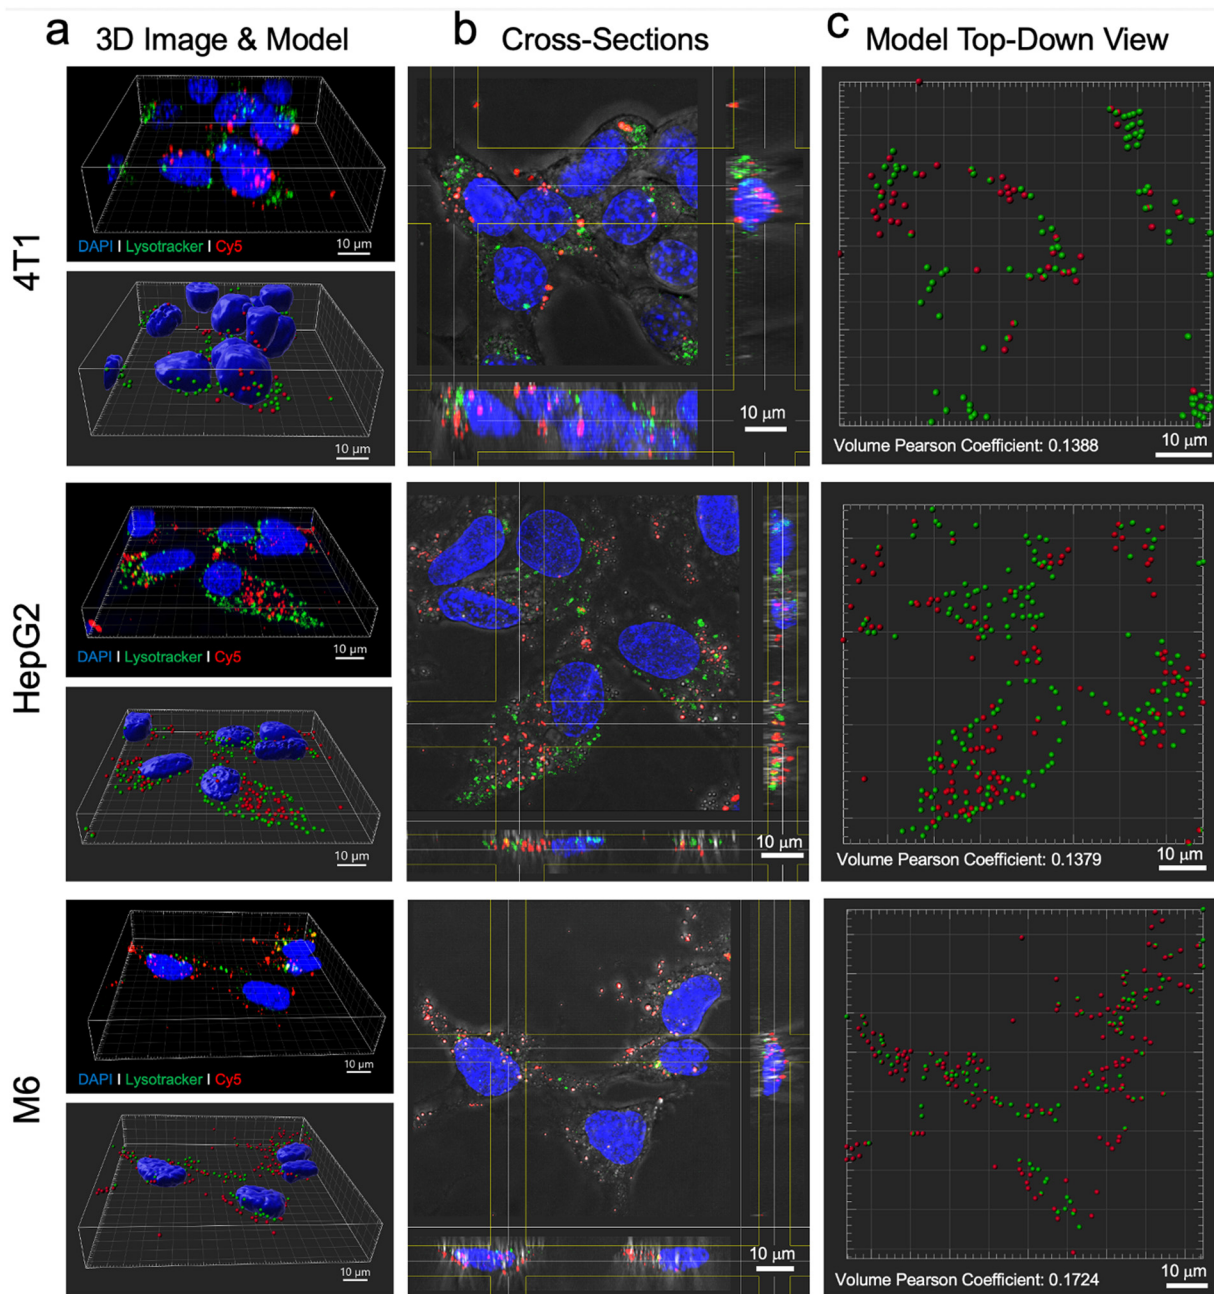 a 3D Image & Model
b Cross-Sections
c Model Top-Down View
4T1
DAPI I Lysotracker I Cy5
10 µm
10 µm
10 µm
Volume Pearson Coefficient: 0.1388
10 µm
HepG2
DAPI I Lysotracker I Cy5
10 µm
10 µm
10 µm
Volume Pearson Coefficient: 0.1379
10 µm
M6
DAPI I Lysotracker I Cy5
10 µm
10 µm
10 µm
Volume Pearson Coefficient: 0.1724
10 µm